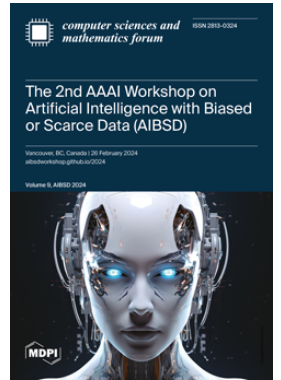 computer sciences and
mathematics forum
ISSN 2813-0324
The 2nd AAAI Workshop on
Artificial Intelligence with Biased
or Scarce Data (AIBSD)
Vancouver, BC, Canada | 26 February 2024
aibsdworkshop.github.io/2024
Volume 9, AIBSD 2024
MDPI